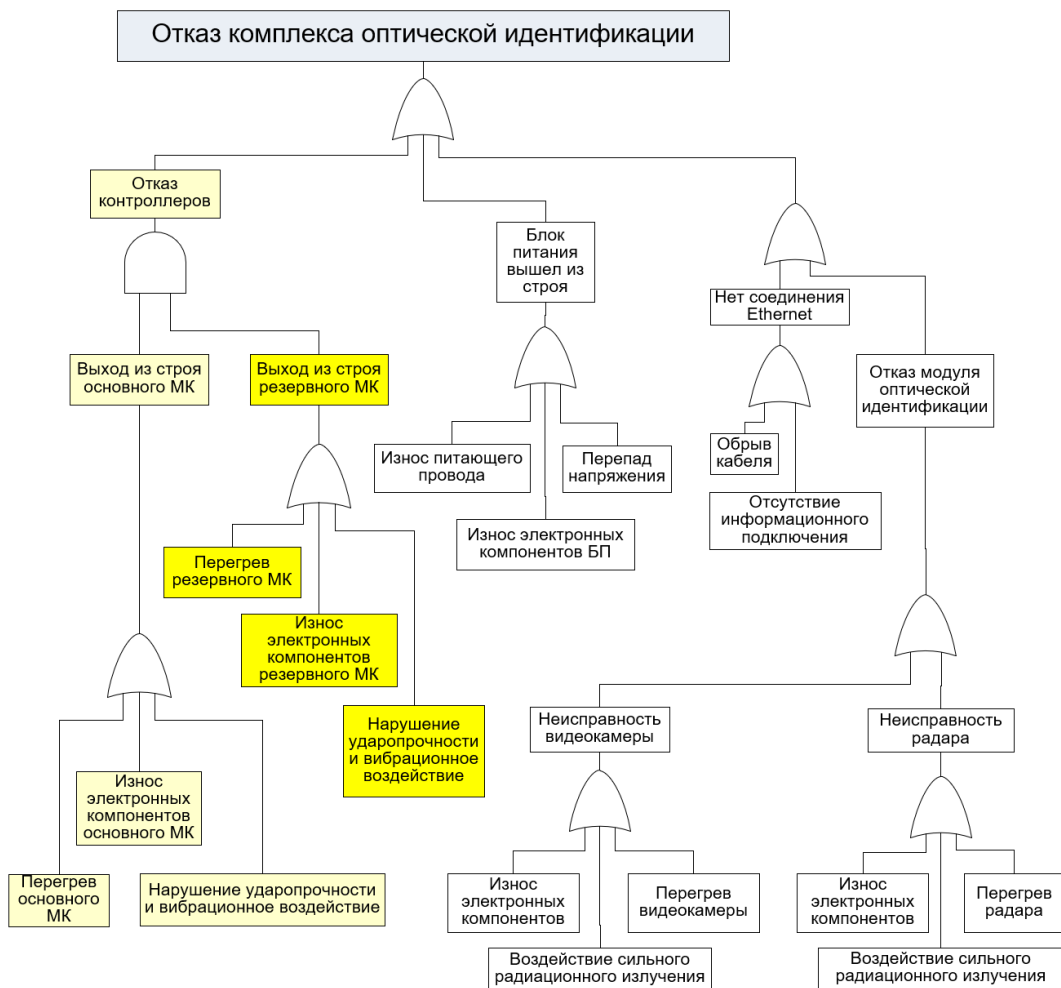 Отказ комплекса оптической идентификации
Отказ
контроллеров
Блок
питания
вышел из
строя
Нет соединения
Ethernet
Выход из строя
основного МК
Выход из строя
резервного МК
Отказ модуля
оптической
идентификации
Износ питающего
провода
Перепад
напряжения
Обрыв
кабеля
Износ электронных
компонентов БП
Отсутствие
информационного
подключения
Перегрев
резервного МК
Износ
электронных
компонентов
резервного МК
Нарушение
ударопрочности
и вибрационное
воздействие
Неисправность
видеокамеры
Неисправность
радара
Износ
электронных
компонентов
основного МК
Перегрев
основного
МК
Нарушение ударопрочности
и вибрационное воздействие
Износ
электронных
компонентов
Перегрев
видеокамеры
Износ
электронных
компонентов
Перегрев
радара
Воздействие сильного
радиационного излучения
Воздействие сильного
радиационного излучения